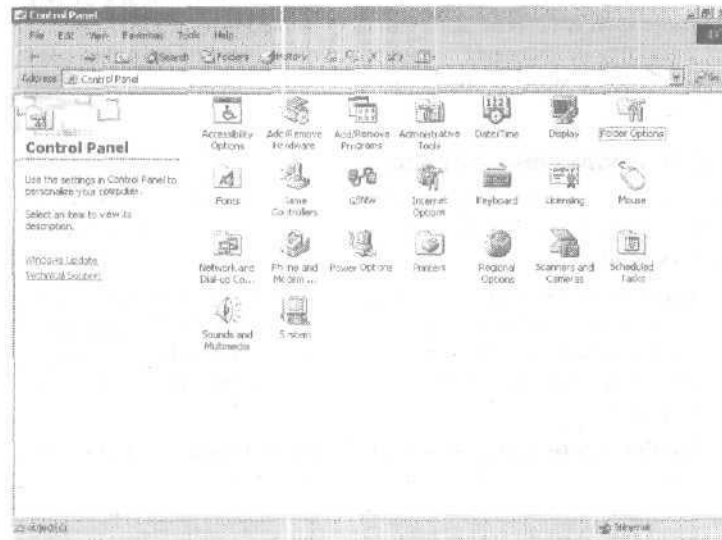 Control Panel
File Edit View Favorites Tools Help
Search Folders History
Address Control Panel
Control Panel
Use the settings in Control Panel to
personalize your computer.
Select an item to view its
description.
Windows Update
Technical Support
Accessibility
Options
Add/Remove
Hardware
Add/Remove
Programs
Administrative
Tools
Date/Time
Display
Folder Options
Fonts
Game
Controllers
GSNW
Internet
Options
Keyboard
Licensing
Mouse
Network and
Dial-up Co...
Phone and
Modem ...
Power Options
Printers
Regional
Options
Scanners and
Cameras
Scheduled
Tasks
Sounds and
Multimedia
System
object(s)